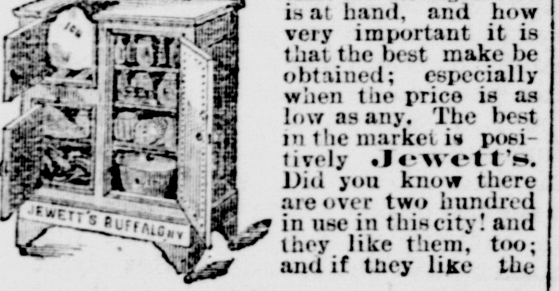 ICE
JEWETT'S BUFFALO NY
is at hand, and how
very important it is
that the best make be
obtained; especially
when the price is as
low as any. The best
in the market is posi-
tively Jewett's.
Did you know there
are over two hundred
in use in this city! and
they like them, too;
and if they like the